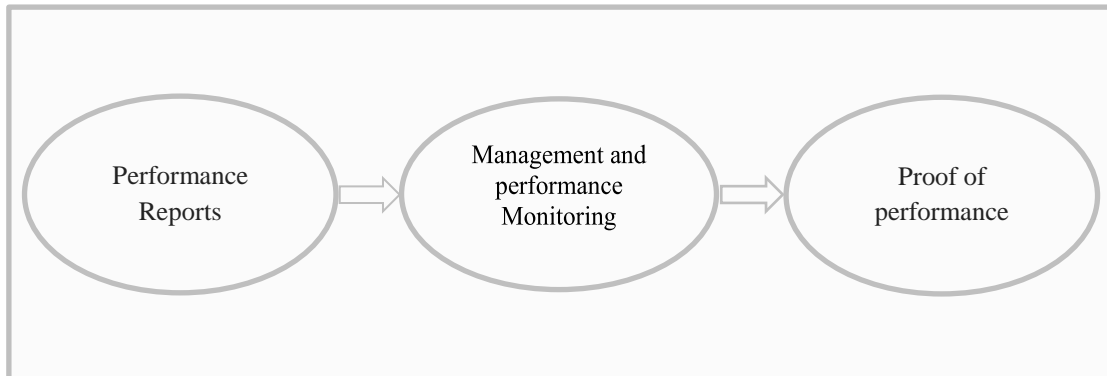 Performance
Reports
Management and
performance
Monitoring
Proof of
performance